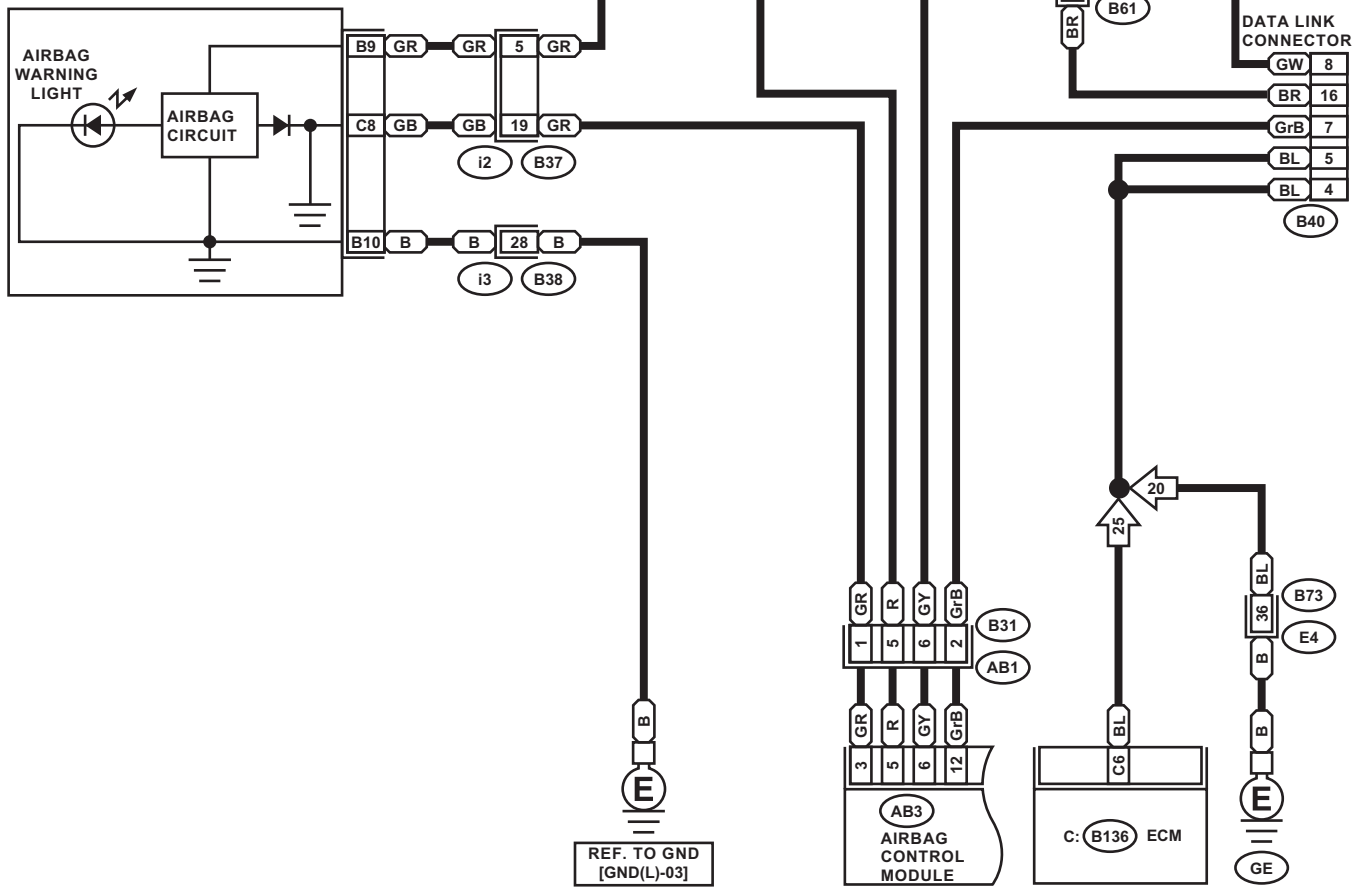 B61
BR
DATA LINK
CONNECTOR
GW 8
BR 16
GrB 7
BL 5
BL 4
B40
AIRBAG
WARNING
LIGHT
AIRBAG
CIRCUIT
B9 GR GR 5 GR
C8 GB GB 19 GR
i2 B37
B10 B B 28 B
i3 B38
20
25
BL
36
B
B73
E4
GR R GY GrB
1 5 6 2
B31
AB1
GR R GY GrB
3 5 6 12
AB3
AIRBAG
CONTROL
MODULE
BL
C6
C: B136 ECM
B
E
GE
B
E
REF. TO GND
[GND(L)-03]